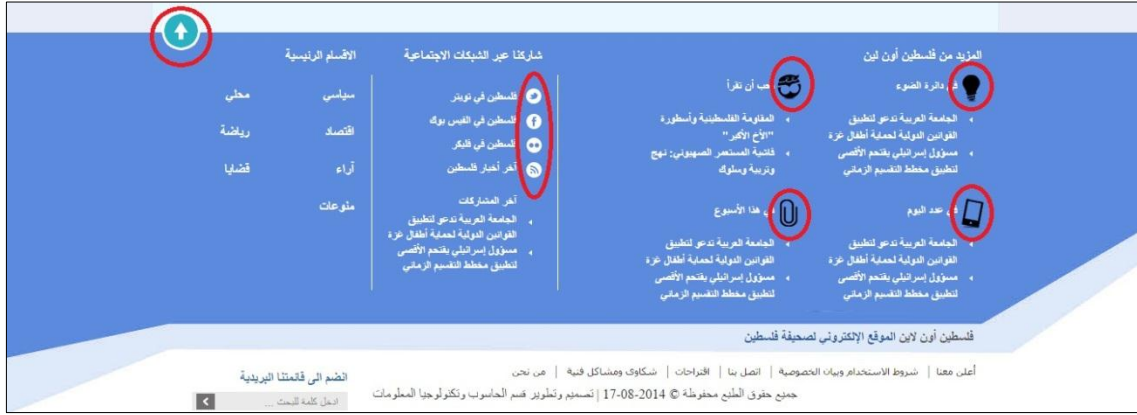 المزيد من فلسطين أون لين
في دائرة الضوء
الجامعة العربية تدعو لتطبيق
القوانين الدولية لحماية أطفال غزة
مسؤول إسرائيلي يقتحم الأقصى
لتطبيق مخطط التقسيم الزماني
في عدد اليوم
الجامعة العربية تدعو لتطبيق
القوانين الدولية لحماية أطفال غزة
مسؤول إسرائيلي يقتحم الأقصى
لتطبيق مخطط التقسيم الزماني
أن تقرأ
المقاومة الفلسطينية وأسطورة
"الأخ الأكبر"
فاشية المستعمر الصهيوني: نهج
وتربية وسلوك
في هذا الأسبوع
الجامعة العربية تدعو لتطبيق
القوانين الدولية لحماية أطفال غزة
مسؤول إسرائيلي يقتحم الأقصى
لتطبيق مخطط التقسيم الزماني
شاركنا عبر الشبكات الاجتماعية
فلسطين في تويتر
فلسطين في الفيس بوك
فلسطين في فليكر
آخر أخبار فلسطين
آخر المشاركات
الجامعة العربية تدعو لتطبيق
القوانين الدولية لحماية أطفال غزة
مسؤول إسرائيلي يقتحم الأقصى
لتطبيق مخطط التقسيم الزماني
الاقسام الرئيسية
سياسي محلي
اقتصاد رياضة
آراء قضايا
منوعات
فلسطين أون لاين الموقع الإلكتروني لصحيفة فلسطين
أعلن معنا | شروط الاستخدام وبيان الخصوصية | اتصل بنا | اقتراحات | شكاوى ومشاكل فنية | من نحن
جميع حقوق الطبع محفوظة © 2014-08-17 | تصميم وتطوير قسم الحاسوب وتكنولوجيا المعلومات
انضم الى قائمتنا البريدية
ادخل كلمة للبحث ...